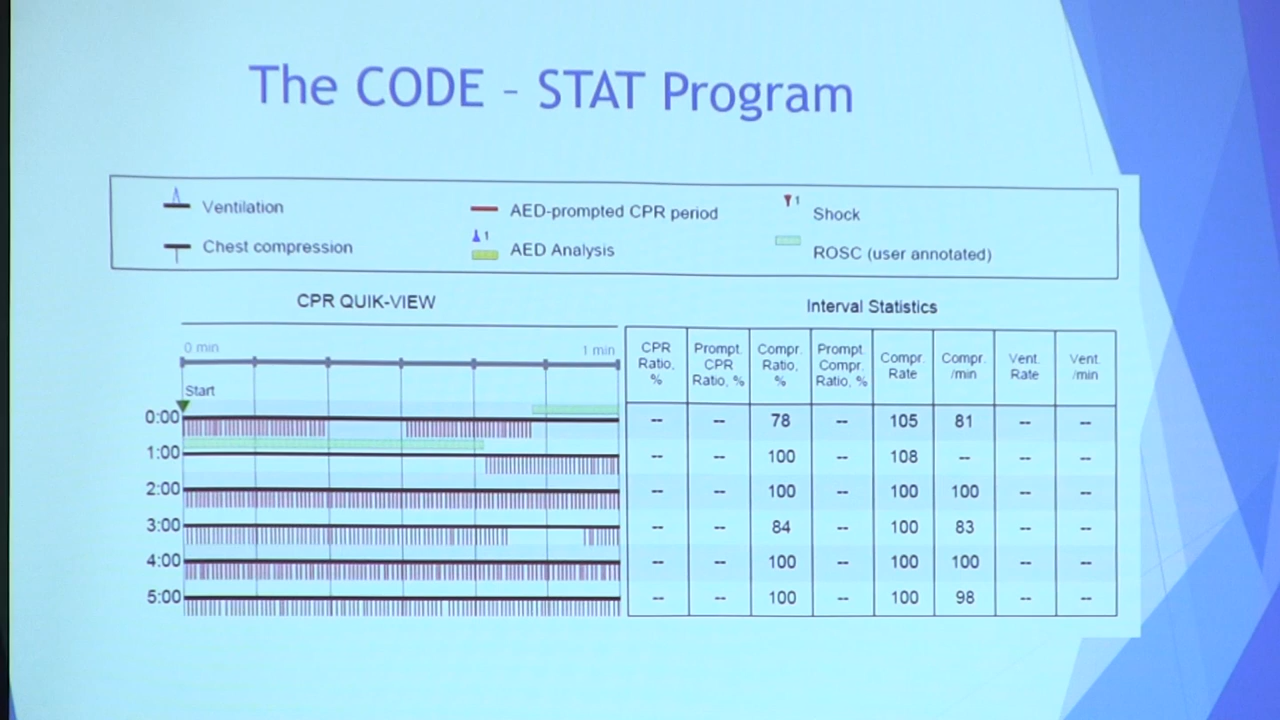 The CODE – STAT Program
Ventilation
AED-prompted CPR period
1
Shock
Chest compression
1
AED Analysis
ROSC (user annotated)
CPR QUIK-VIEW
Interval Statistics
0 min
1 min
CPR Ratio, %
Prompt. CPR Ratio, %
Compr. Ratio, %
Prompt. Compr. Ratio, %
Compr. Rate
Compr. /min
Vent. Rate
Vent. /min
Start
0:00 -- -- 78 -- 105 81 -- --
1:00 -- -- 100 -- 108 -- -- --
2:00 -- -- 100 -- 100 100 -- --
3:00 -- -- 84 -- 100 83 -- --
4:00 -- -- 100 -- 100 100 -- --
5:00 -- -- 100 -- 100 98 -- --